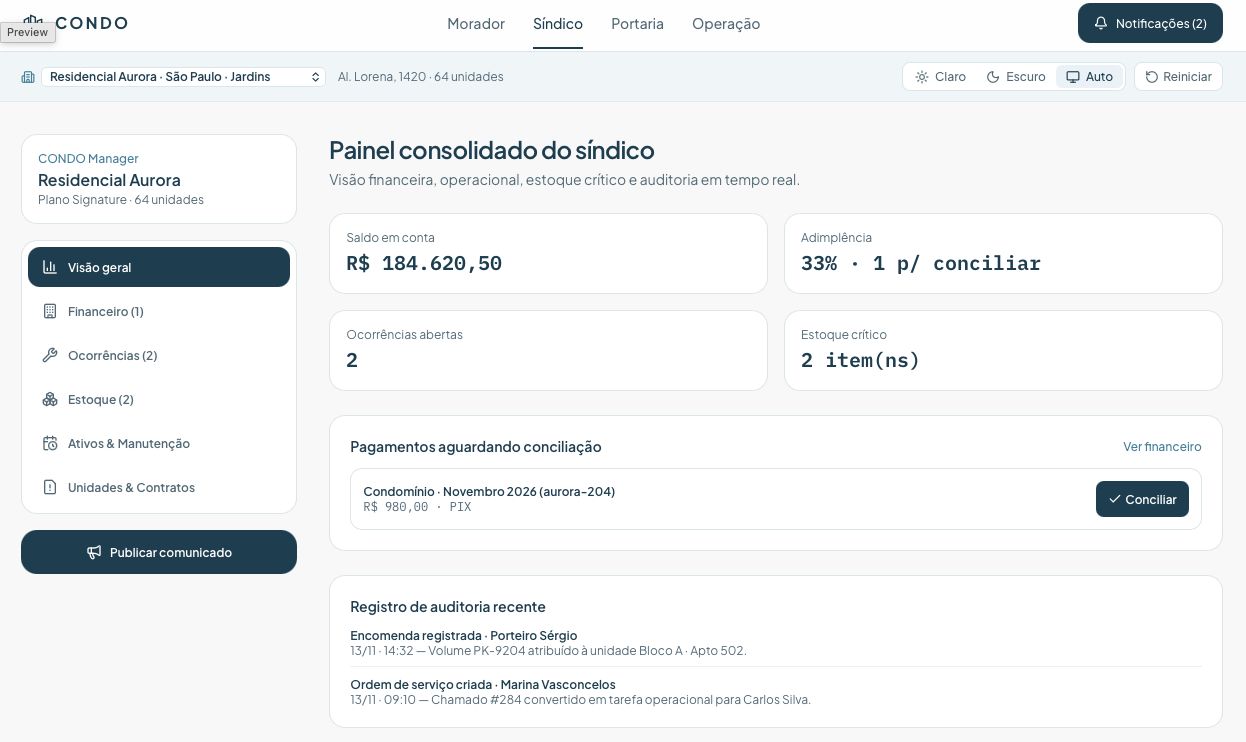 CONDO
Preview
Morador
Síndico
Portaria
Operação
Notificações (2)
Residencial Aurora · São Paulo · Jardins
Al. Lorena, 1420 · 64 unidades
Claro
Escuro
Auto
Reiniciar
CONDO Manager
Residencial Aurora
Plano Signature · 64 unidades
Visão geral
Financeiro (1)
Ocorrências (2)
Estoque (2)
Ativos & Manutenção
Unidades & Contratos
Publicar comunicado
Painel consolidado do síndico
Visão financeira, operacional, estoque crítico e auditoria em tempo real.
Saldo em conta
R$ 184.620,50
Adimplência
33% · 1 p/ conciliar
Ocorrências abertas
2
Estoque crítico
2 item(ns)
Pagamentos aguardando conciliação
Ver financeiro
Condomínio · Novembro 2026 (aurora-204)
R$ 980,00 · PIX
Conciliar
Registro de auditoria recente
Encomenda registrada · Porteiro Sérgio
13/11 · 14:32 — Volume PK-9204 atribuído à unidade Bloco A · Apto 502.
Ordem de serviço criada · Marina Vasconcelos
13/11 · 09:10 — Chamado #284 convertido em tarefa operacional para Carlos Silva.